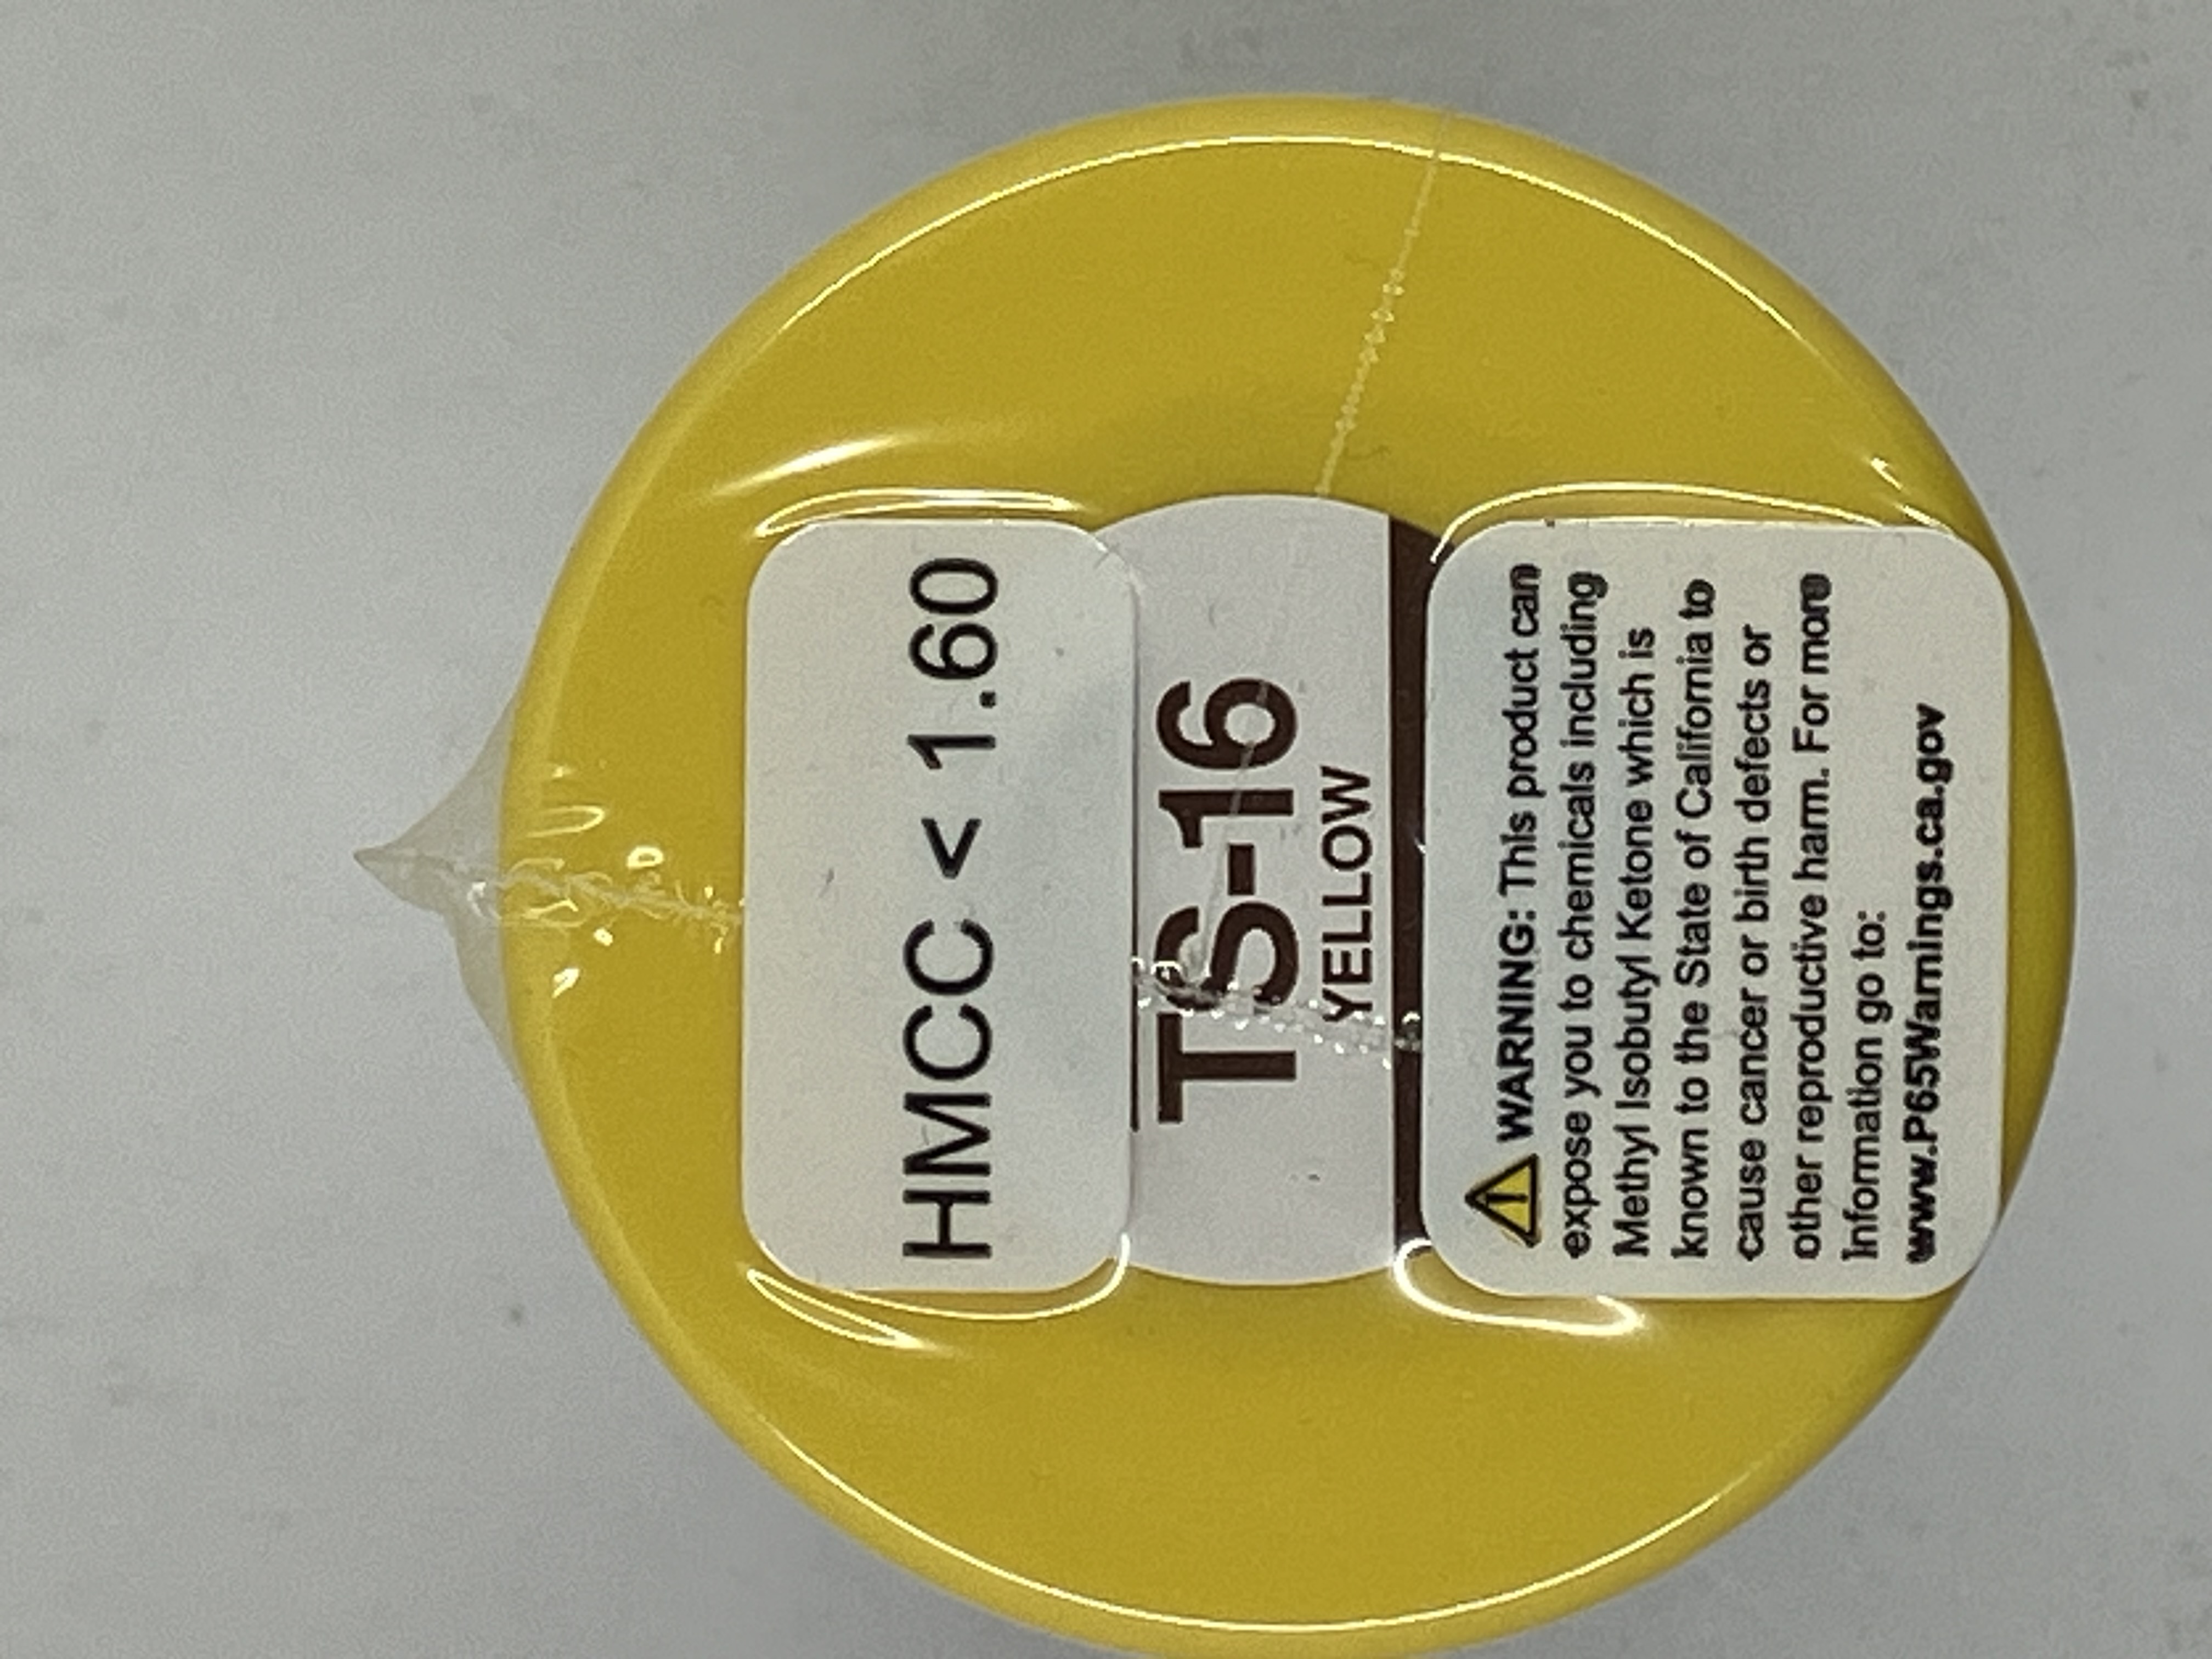 HMCC < 1.60
TS-16
YELLOW
⚠ WARNING: This product can
expose you to chemicals including
Methyl Isobutyl Ketone which is
known to the State of California to
cause cancer or birth defects or
other reproductive harm. For more
Information go to:
www.P65Warnings.ca.gov